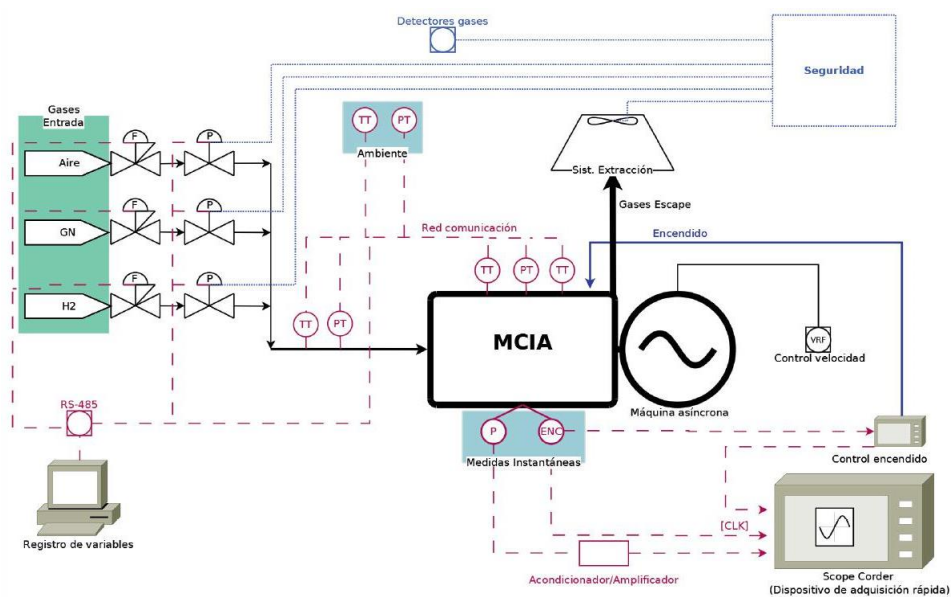 Detectores gases
Seguridad
Gases
Entrada
F
P
TT
PT
Ambiente
Aire
Sist. Extracción
Gases Escape
F
P
GN
Red comunicación
Encendido
TT
PT
TT
F
P
H2
TT
PT
MCIA
VRF
Control velocidad
RS-485
Máquina asíncrona
P
ENC
Medidas Instantáneas
Control encendido
Registro de variables
[CLK]
Acondicionador/Amplificador
Scope Corder
(Dispositivo de adquisición rápida)